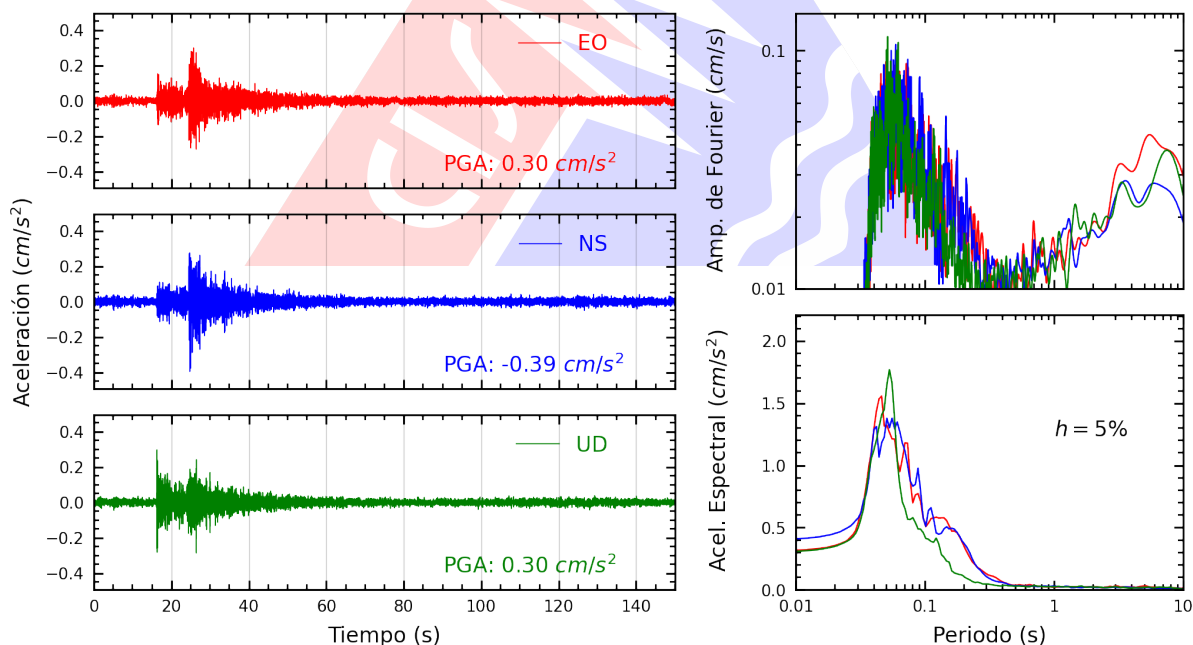 Aceleración (cm/s²)
0.4
0.2
0.0
−0.2
−0.4
EO
PGA: 0.30 cm/s²
0.4
0.2
0.0
−0.2
−0.4
NS
PGA: -0.39 cm/s²
0.4
0.2
0.0
−0.2
−0.4
UD
PGA: 0.30 cm/s²
0 20 40 60 80 100 120 140
Tiempo (s)
Amp. de Fourier (cm/s)
0.1
0.01
Acel. Espectral (cm/s²)
2.0
1.5
1.0
0.5
0.0
h = 5%
0.01 0.1 1 10
Periodo (s)
CIS